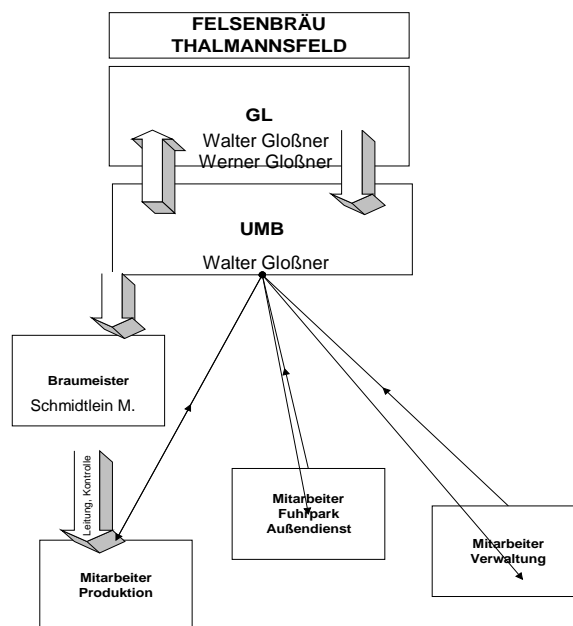 FELSENBRÄU
THALMANNSFELD
GL
Walter Gloßner
Werner Gloßner
UMB
Walter Gloßner
Braumeister
Schmidtlein M.
Leitung, Kontrolle
Mitarbeiter
Fuhrpark
Außendienst
Mitarbeiter
Verwaltung
Mitarbeiter
Produktion